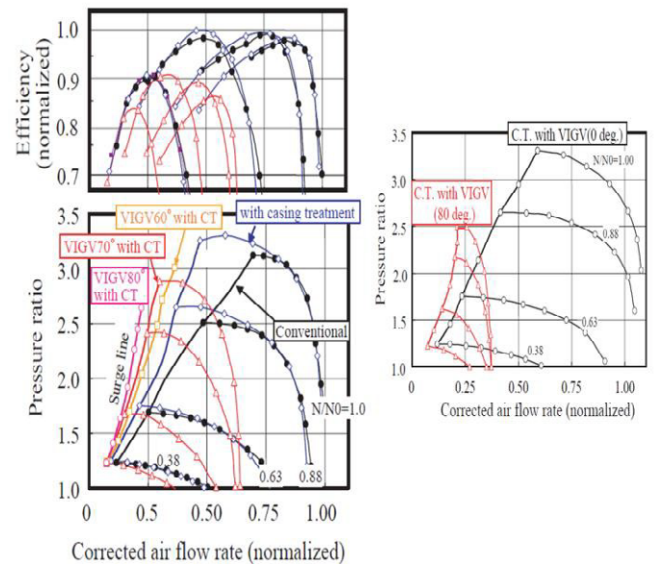 Efficiency
(normalized)
1.0
0.9
0.8
0.7
Pressure ratio
3.5
3.0
2.5
2.0
1.5
1.0
VIGV60° with CT
VIGV70° with CT
VIGV80°
with CT
with casing treatment
Conventional
Surge line
N/N0=1.0
0.38
0.63
0.88
0
0.5
0.50
0.75
1.00
Corrected air flow rate (normalized)
Pressure ratio
3.5
3.0
2.5
2.0
1.5
1.0
C.T. with VIGV(0 deg.)
N/N0=1.00
C.T. with VIGV
(80 deg.)
0.88
0.63
0.38
0
0.25
0.50
0.75
1.00
Corrected air flow rate (normalized)